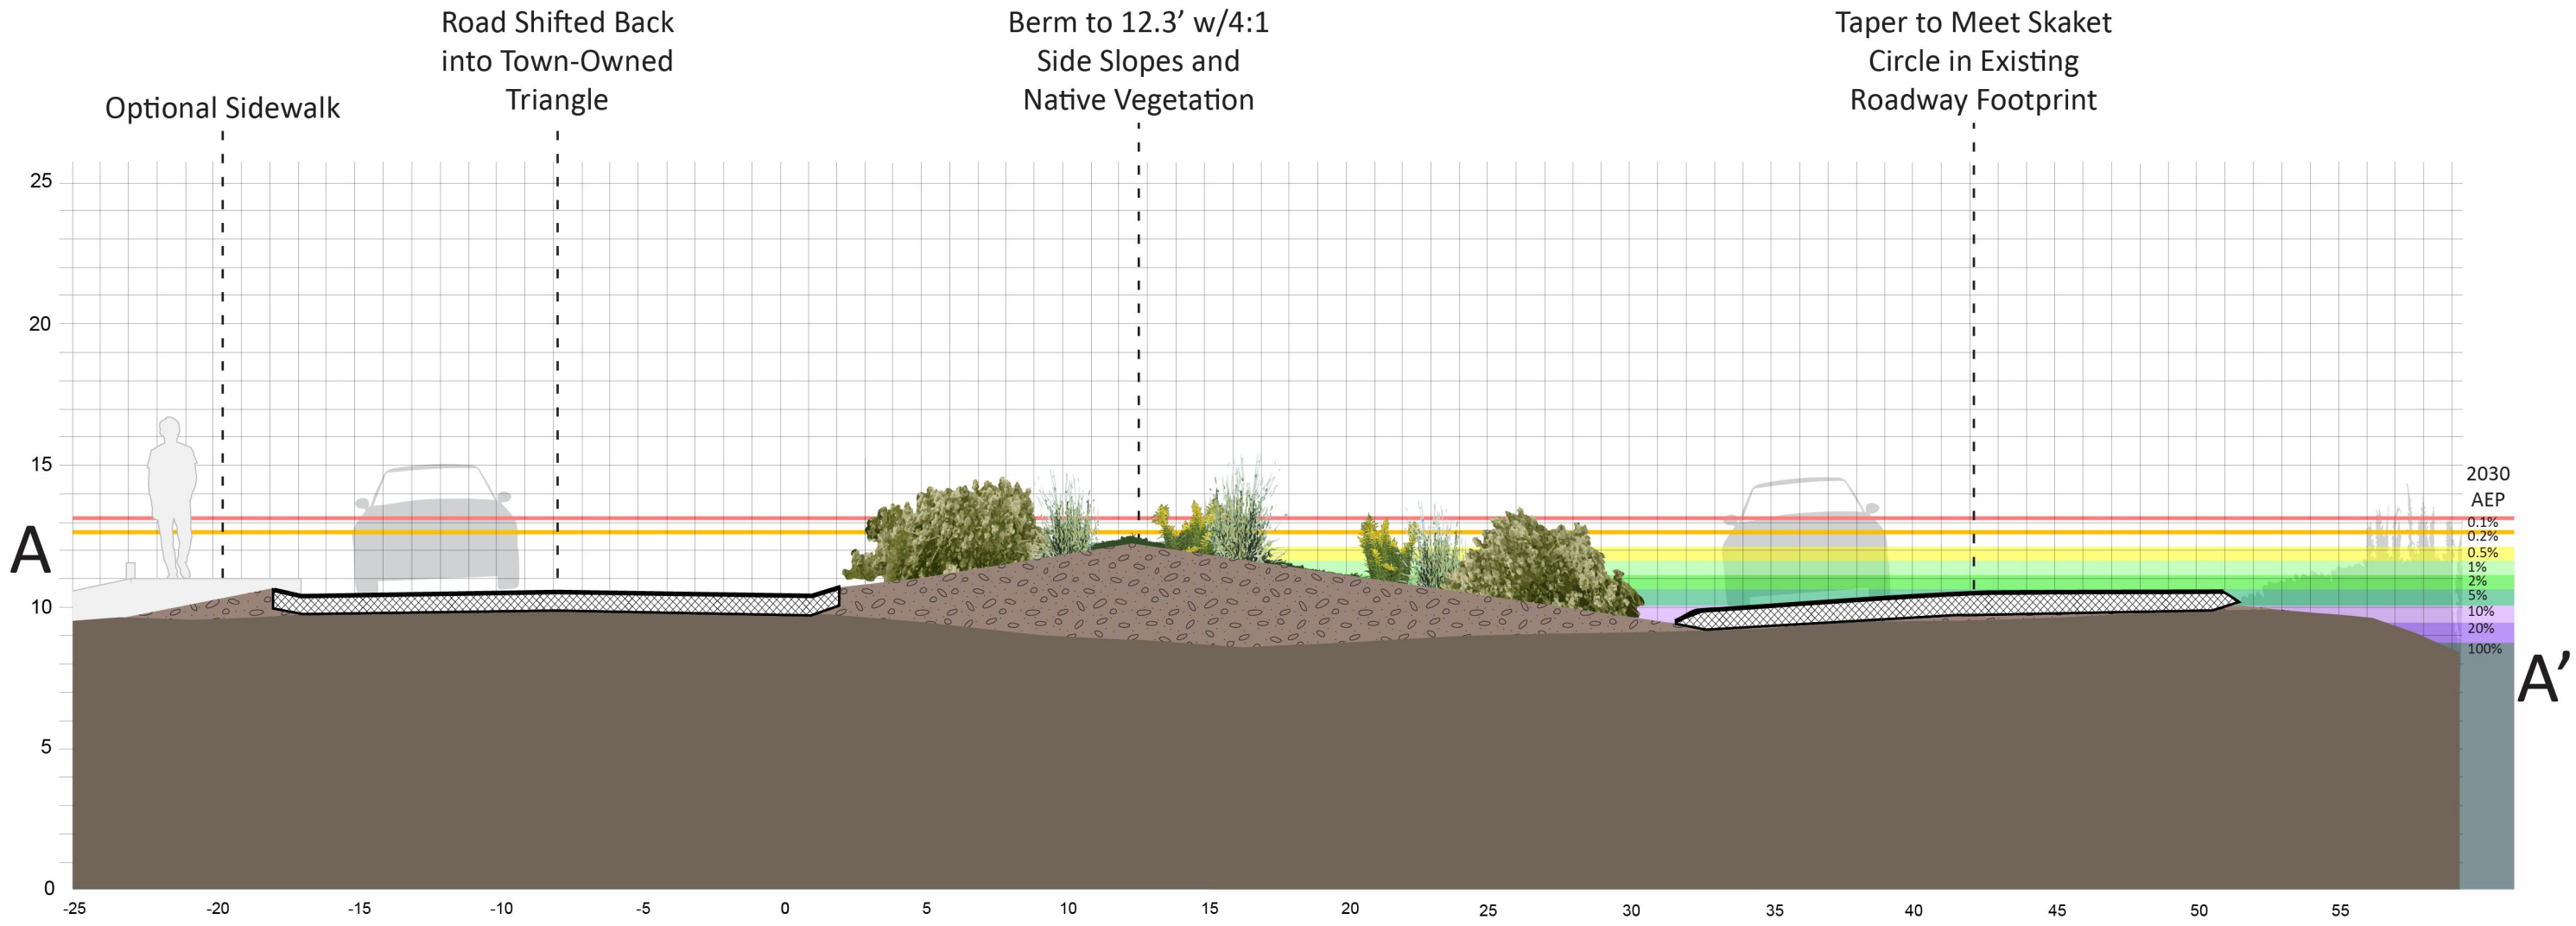 Road Shifted Back
into Town-Owned
Triangle
Berm to 12.3’ w/4:1
Side Slopes and
Native Vegetation
Taper to Meet Skaket
Circle in Existing
Roadway Footprint
Optional Sidewalk
25
20
15
10
5
0
A
2030
AEP
0.1%
0.2%
0.5%
1%
2%
5%
10%
20%
100%
A’
-25 -20 -15 -10 -5 0 5 10 15 20 25 30 35 40 45 50 55